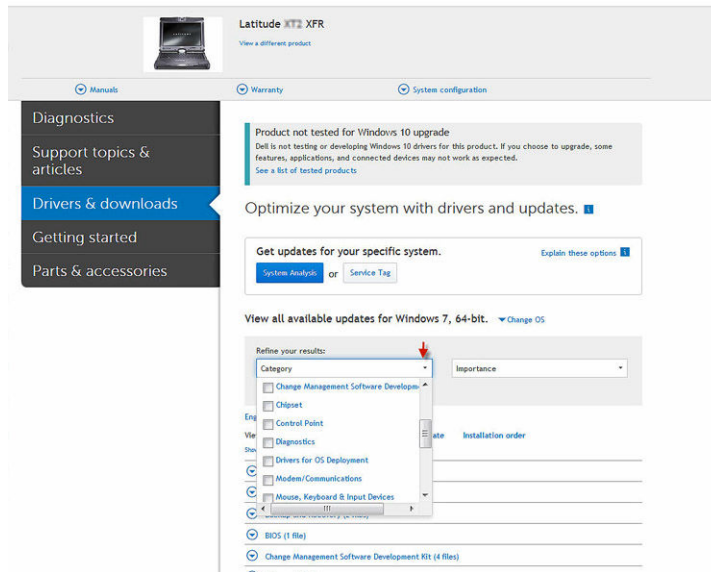 Latitude XT2 XFR
View a different product
Manuals
Warranty
System configuration
Diagnostics
Support topics &
articles
Drivers & downloads
Getting started
Parts & accessories
Product not tested for Windows 10 upgrade
Dell is not testing or developing Windows 10 drivers for this product. If you choose to upgrade, some
features, applications, and connected devices may not work as expected.
See a list of tested products
Optimize your system with drivers and updates.
Get updates for your specific system.
Explain these options
System Analysis or Service Tag
View all available updates for Windows 7, 64-bit. Change OS
Refine your results:
Category
Importance
Change Management Software Developme
Chipset
Control Point
Diagnostics
Drivers for OS Deployment
Modem/Communications
Mouse, Keyboard & Input Devices
Eng
Vie
ate
Installation order
BIOS (1 file)
Change Management Software Development Kit (4 files)